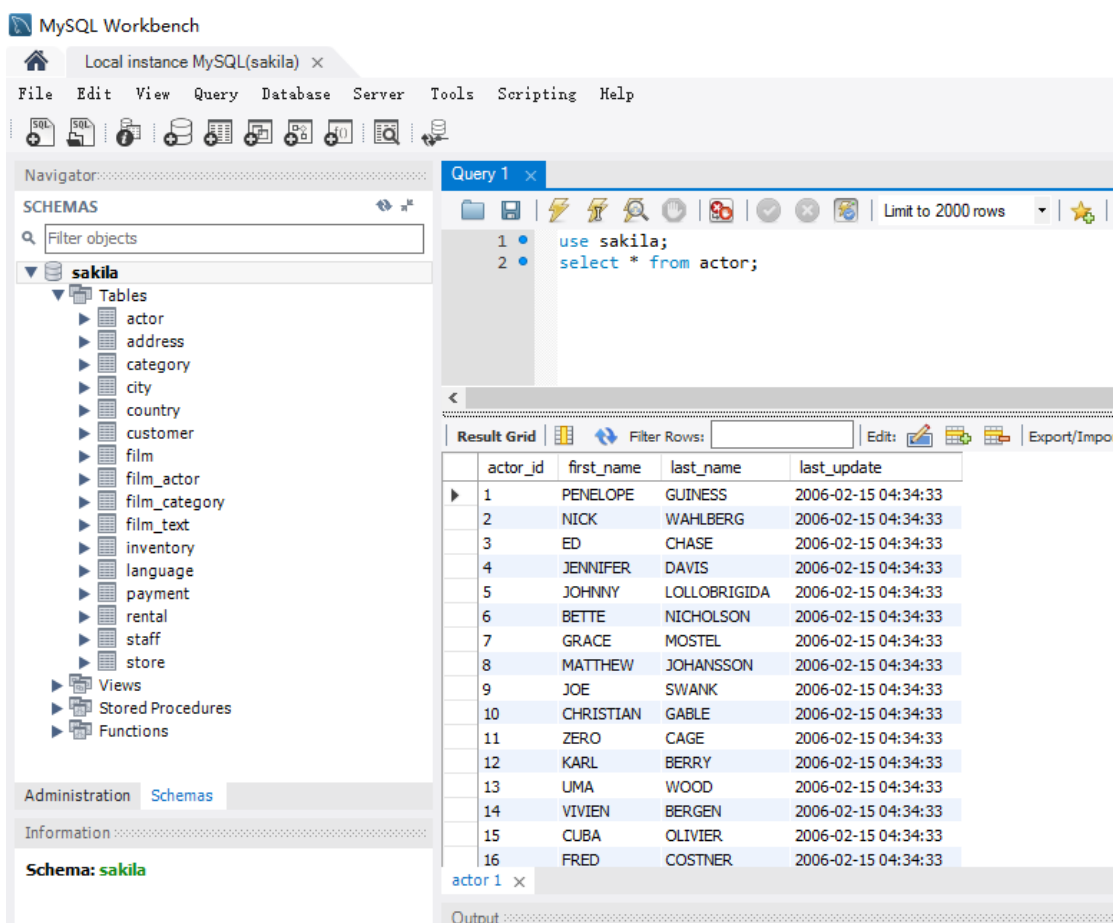 MySQL Workbench
Local instance MySQL(sakila) ×
File Edit View Query Database Server Tools Scripting Help
Navigator
SCHEMAS
Filter objects
sakila
Tables
actor
address
category
city
country
customer
film
film_actor
film_category
film_text
inventory
language
payment
rental
staff
store
Views
Stored Procedures
Functions
Administration Schemas
Information
Schema: sakila
Query 1 ×
Limit to 2000 rows
1 use sakila;
2 select * from actor;
Result Grid Filter Rows: Edit: Export/Impo
actor_id first_name last_name last_update
1 PENELOPE GUINESS 2006-02-15 04:34:33
2 NICK WAHLBERG 2006-02-15 04:34:33
3 ED CHASE 2006-02-15 04:34:33
4 JENNIFER DAVIS 2006-02-15 04:34:33
5 JOHNNY LOLLOBRIGIDA 2006-02-15 04:34:33
6 BETTE NICHOLSON 2006-02-15 04:34:33
7 GRACE MOSTEL 2006-02-15 04:34:33
8 MATTHEW JOHANSSON 2006-02-15 04:34:33
9 JOE SWANK 2006-02-15 04:34:33
10 CHRISTIAN GABLE 2006-02-15 04:34:33
11 ZERO CAGE 2006-02-15 04:34:33
12 KARL BERRY 2006-02-15 04:34:33
13 UMA WOOD 2006-02-15 04:34:33
14 VIVIEN BERGEN 2006-02-15 04:34:33
15 CUBA OLIVIER 2006-02-15 04:34:33
16 FRED COSTNER 2006-02-15 04:34:33
actor 1 ×
Output